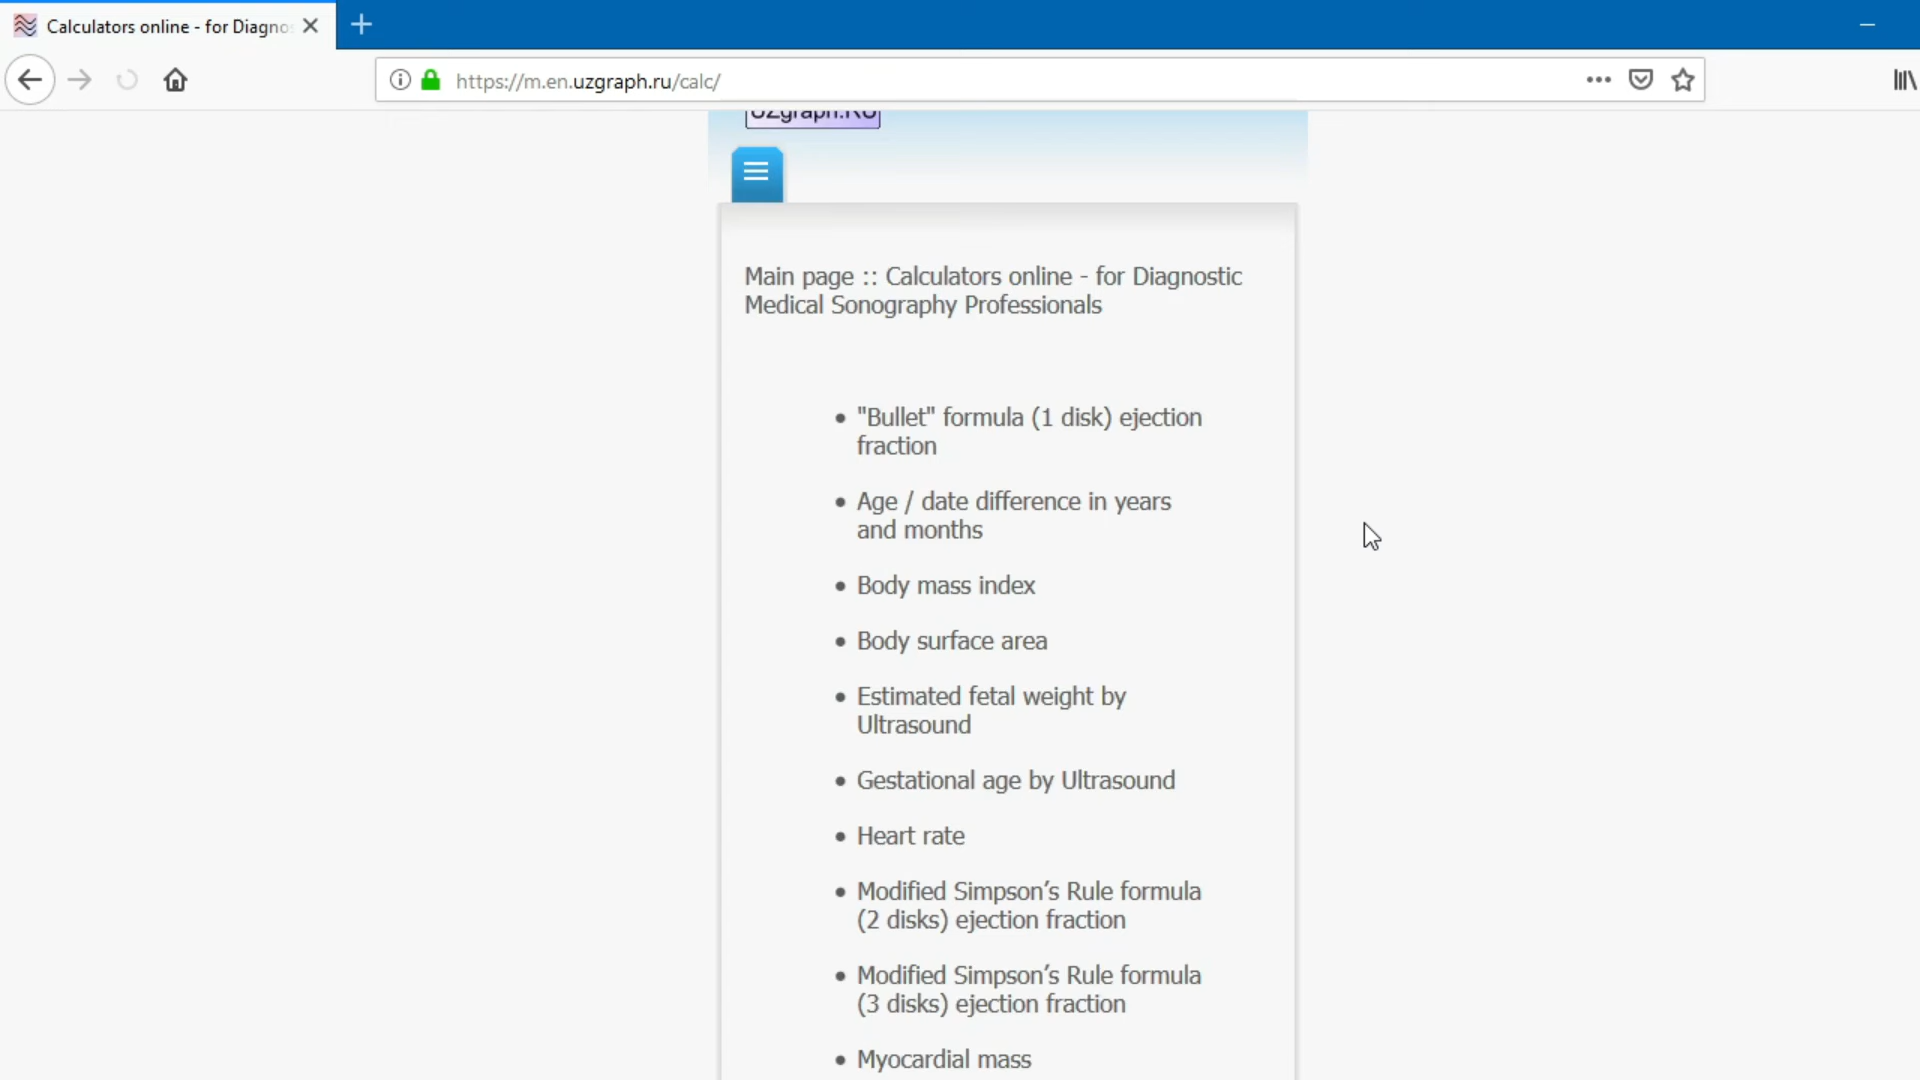 Calculators online - for Diagno
https://m.en.uzgraph.ru/calc/
UZgraph.RU
Main page :: Calculators online - for Diagnostic
Medical Sonography Professionals
"Bullet" formula (1 disk) ejection
fraction
Age / date difference in years
and months
Body mass index
Body surface area
Estimated fetal weight by
Ultrasound
Gestational age by Ultrasound
Heart rate
Modified Simpson’s Rule formula
(2 disks) ejection fraction
Modified Simpson’s Rule formula
(3 disks) ejection fraction
Myocardial mass